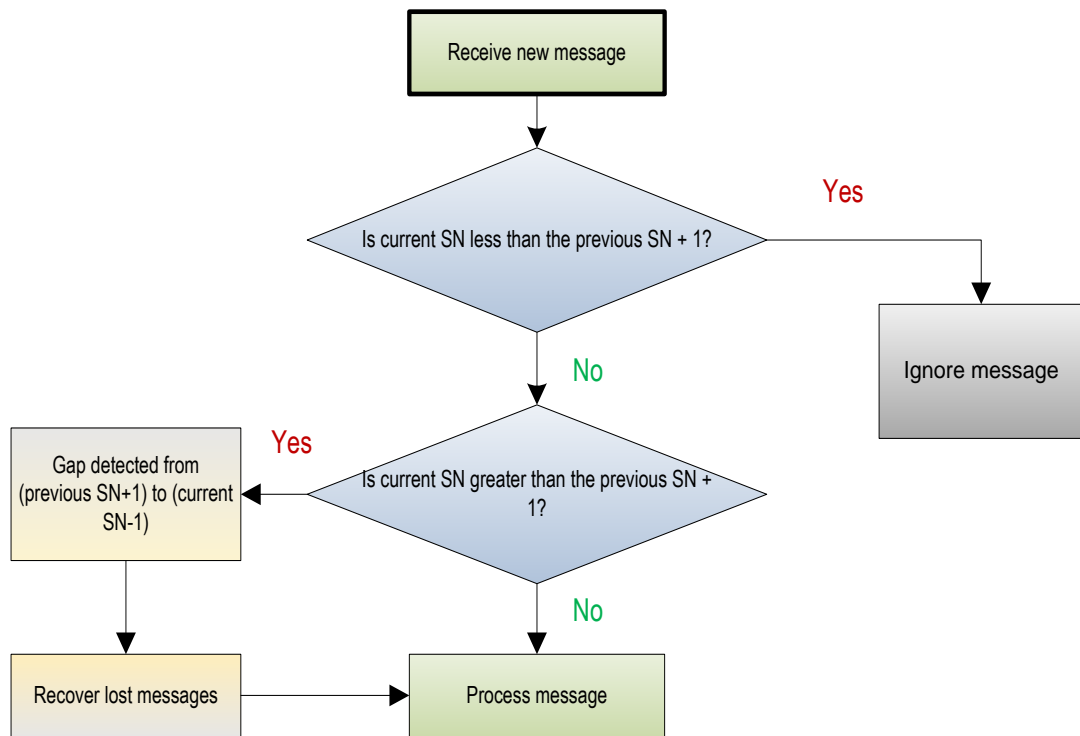 Receive new message
Yes
Is current SN less than the previous SN + 1?
Ignore message
No
Yes
Gap detected from
(previous SN+1) to (current
SN-1)
Is current SN greater than the previous SN +
1?
No
Recover lost messages
Process message